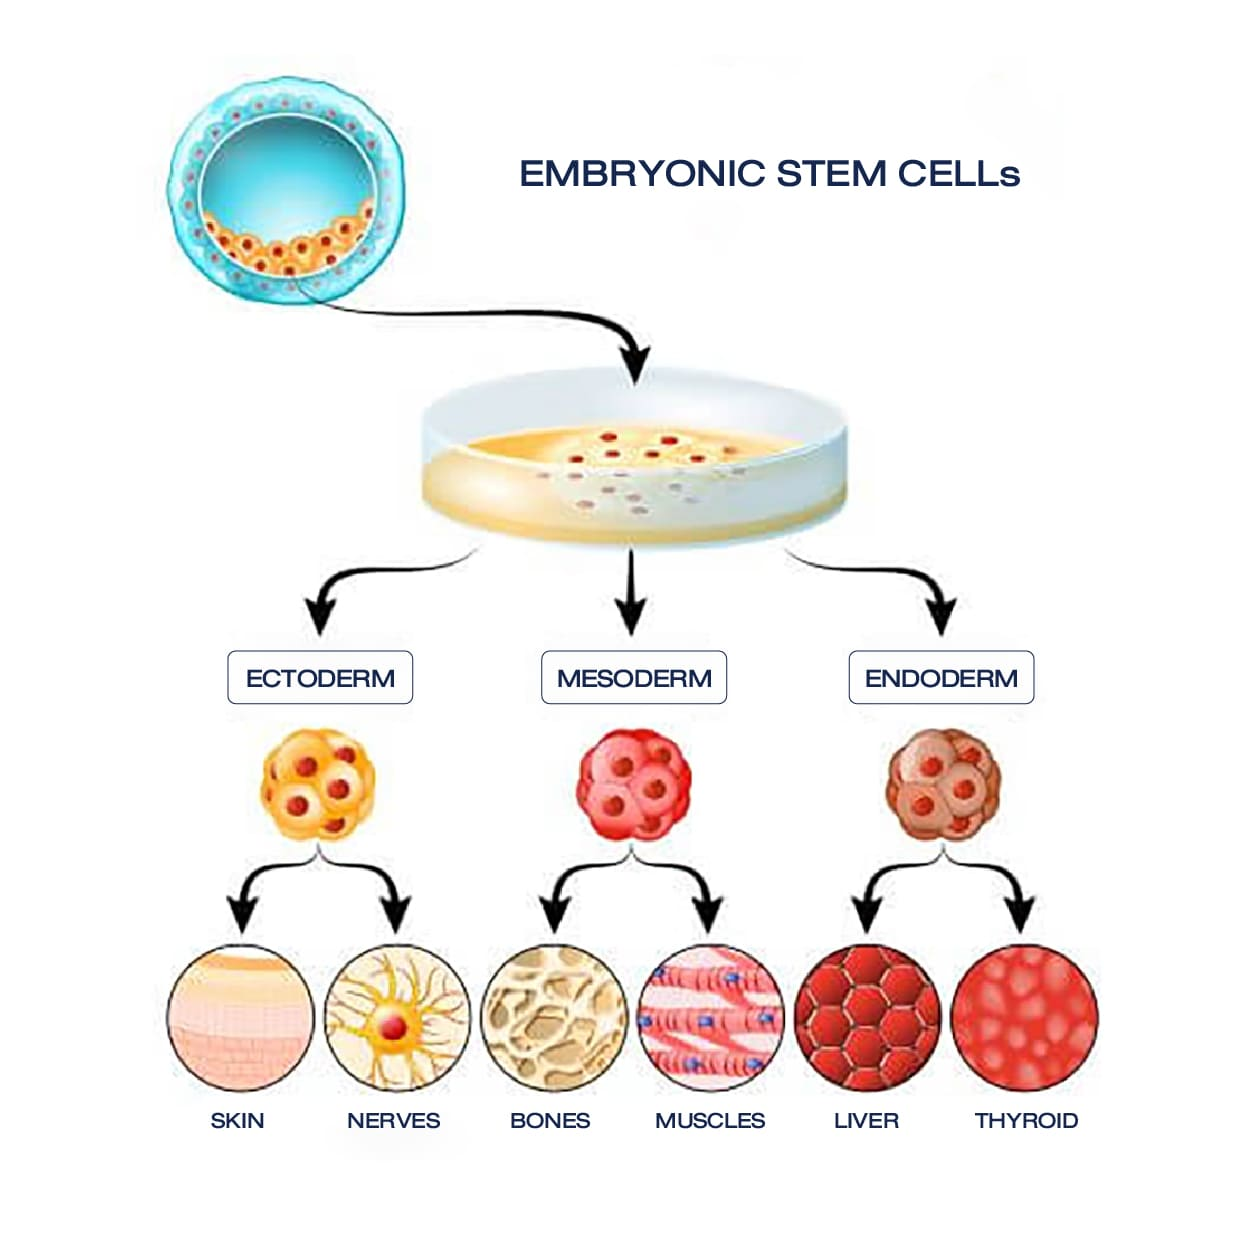 EMBRYONIC STEM CELLs
ECTODERM
MESODERM
ENDODERM
SKIN
NERVES
BONES
MUSCLES
LIVER
THYROID